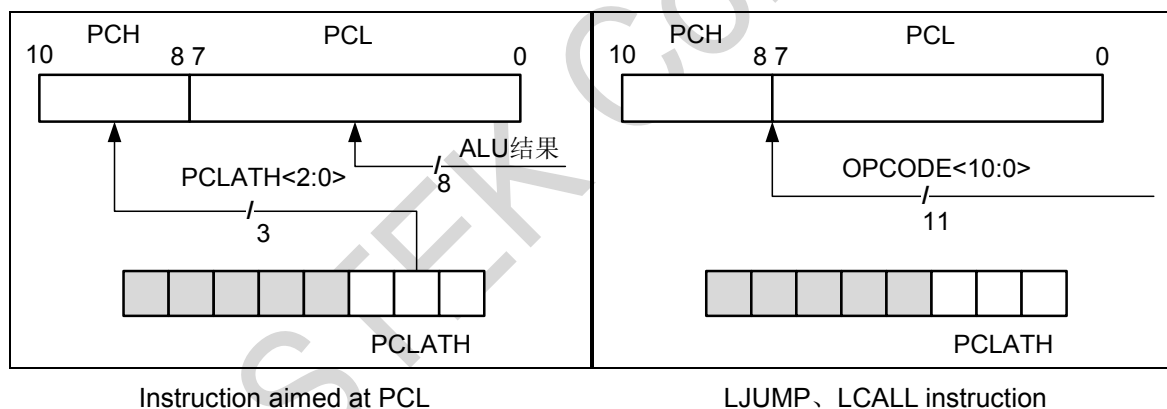 PCH PCL
10 8 7 0
ALU结果
8
PCLATH<2:0>
3
PCLATH
Instruction aimed at PCL
PCH PCL
10 8 7 0
OPCODE<10:0>
11
PCLATH
LJUMP、LCALL instruction